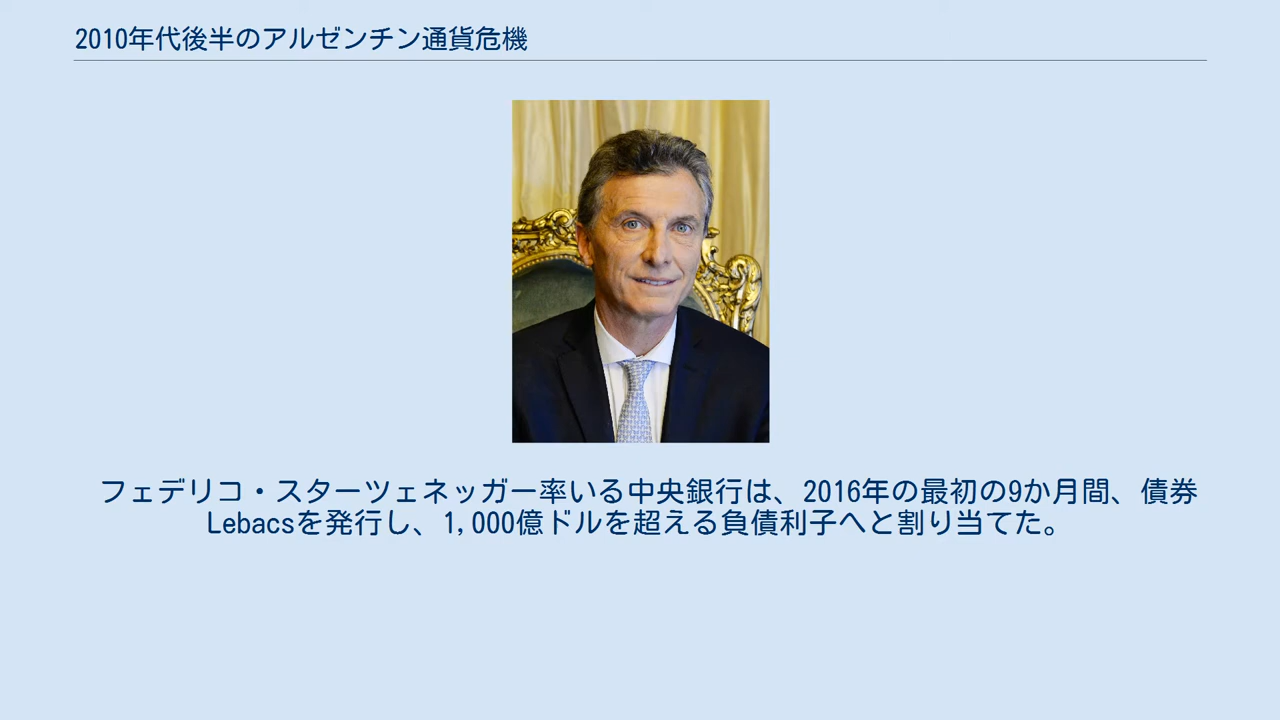 2010年代後半のアルゼンチン通貨危機
フェデリコ・スターツェネッガー率いる中央銀行は、2016年の最初の9か月間、債券
Lebacsを発行し、1,000億ドルを超える負債利子へと割り当てた。